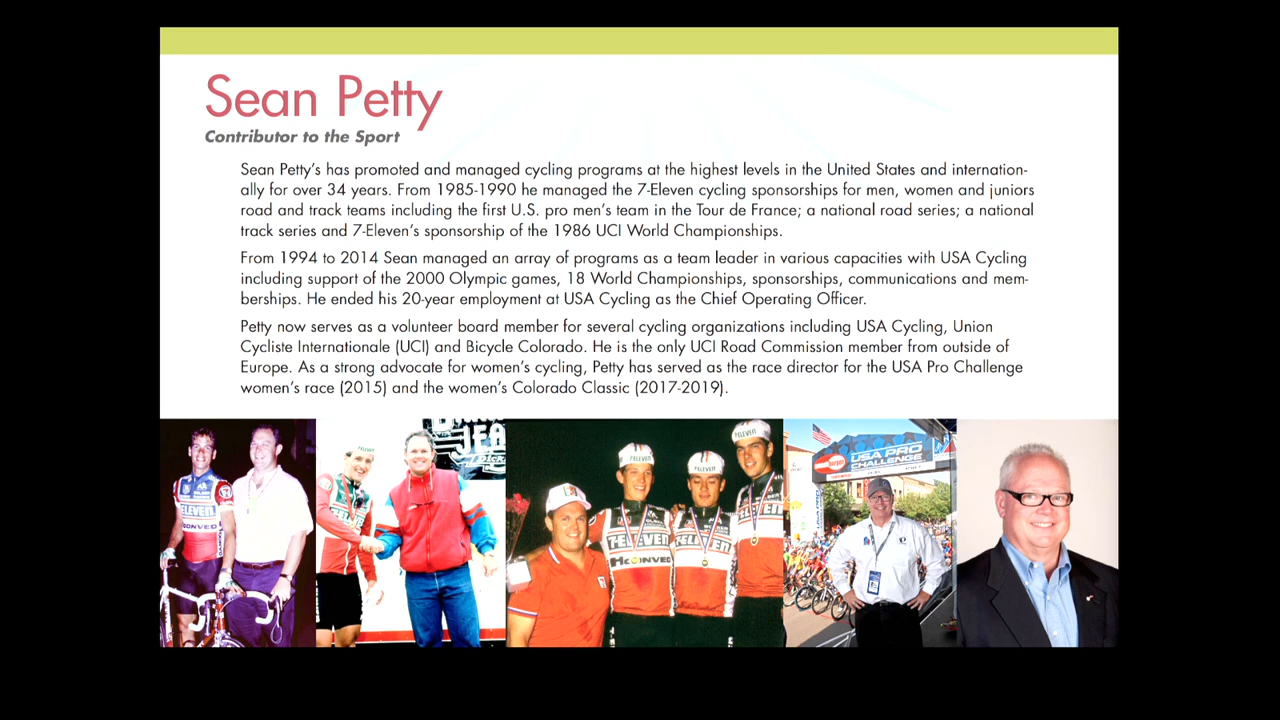 Sean Petty
Contributor to the Sport
Sean Petty's has promoted and managed cycling programs at the highest levels in the United States and internation-
ally for over 34 years. From 1985-1990 he managed the 7-Eleven cycling sponsorships for men, women and juniors
road and track teams including the first U.S. pro men's team in the Tour de France; a national road series; a national
track series and 7-Eleven's sponsorship of the 1986 UCI World Championships.
From 1994 to 2014 Sean managed an array of programs as a team leader in various capacities with USA Cycling
including support of the 2000 Olympic games, 18 World Championships, sponsorships, communications and mem-
berships. He ended his 20-year employment at USA Cycling as the Chief Operating Officer.
Petty now serves as a volunteer board member for several cycling organizations including USA Cycling, Union
Cycliste Internationale (UCI) and Bicycle Colorado. He is the only UCI Road Commission member from outside of
Europe. As a strong advocate for women's cycling, Petty has served as the race director for the USA Pro Challenge
women's race (2015) and the women's Colorado Classic (2017-2019).
USA PRO
CHALLENGE